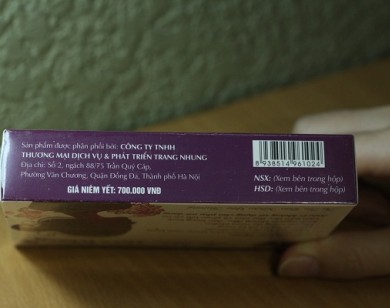 Sản phẩm được phân phối bởi: CÔNG TY TNHH
THƯƠNG MẠI DỊCH VỤ & PHÁT TRIỂN TRANG NHUNG
Địa chỉ: Số 2, ngách 88/75 Trần Quý Cáp,
Phường Văn Chương, Quận Đống Đa, Thành phố Hà Nội
GIÁ NIÊM YẾT: 700.000 VNĐ
8 938514 961024
NSX: (Xem bên trong hộp)
HSD: (Xem bên trong hộp)